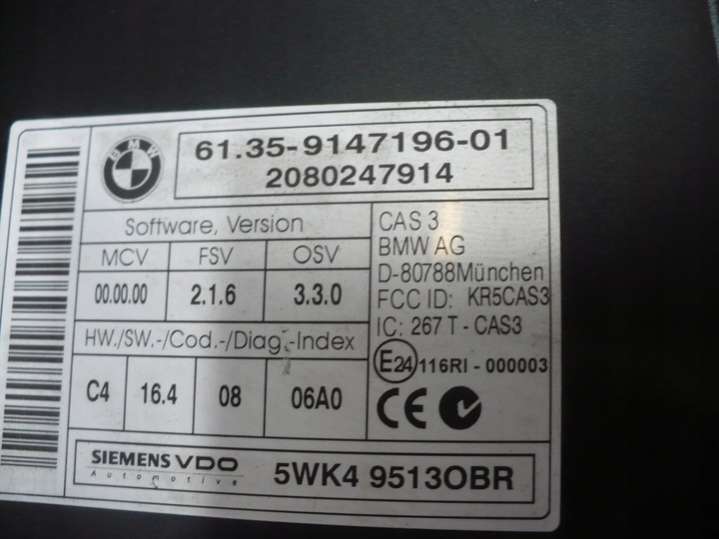 BMW
61.35-9147196-01
2080247914
Software, Version
MCV FSV OSV
00.00.00 2.1.6 3.3.0
HW./SW.-/Cod.-/Diag.-Index
C4 16.4 08 06A0
CAS 3
BMW AG
D-80788München
FCC ID: KR5CAS3
IC: 267 T - CAS3
E24 116RI - 000003
CE
SIEMENS VDO
Automotive
5WK4 9513OBR